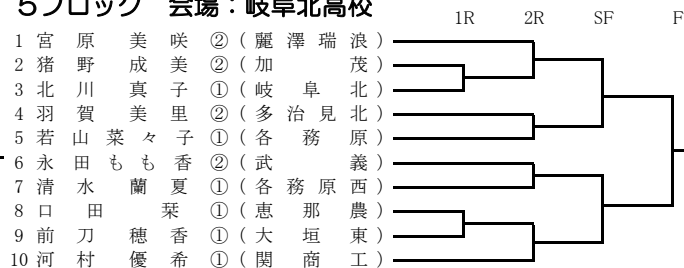 5ブロック 会場：岐阜北高校
1R 2R SF F
1 宮原美咲 ② (麗澤瑞浪)
2 猪野成美 ② (加茂)
3 北川真子 ① (岐阜北)
4 羽賀美里 ② (多治見北)
5 若山菜々子 ① (各務原)
6 永田もも香 ② (武義)
7 清水蘭夏 ① (各務原西)
8 口田栞 ① (恵那農)
9 前刀穂香 ① (大垣東)
10 河村優希 ① (関商工)